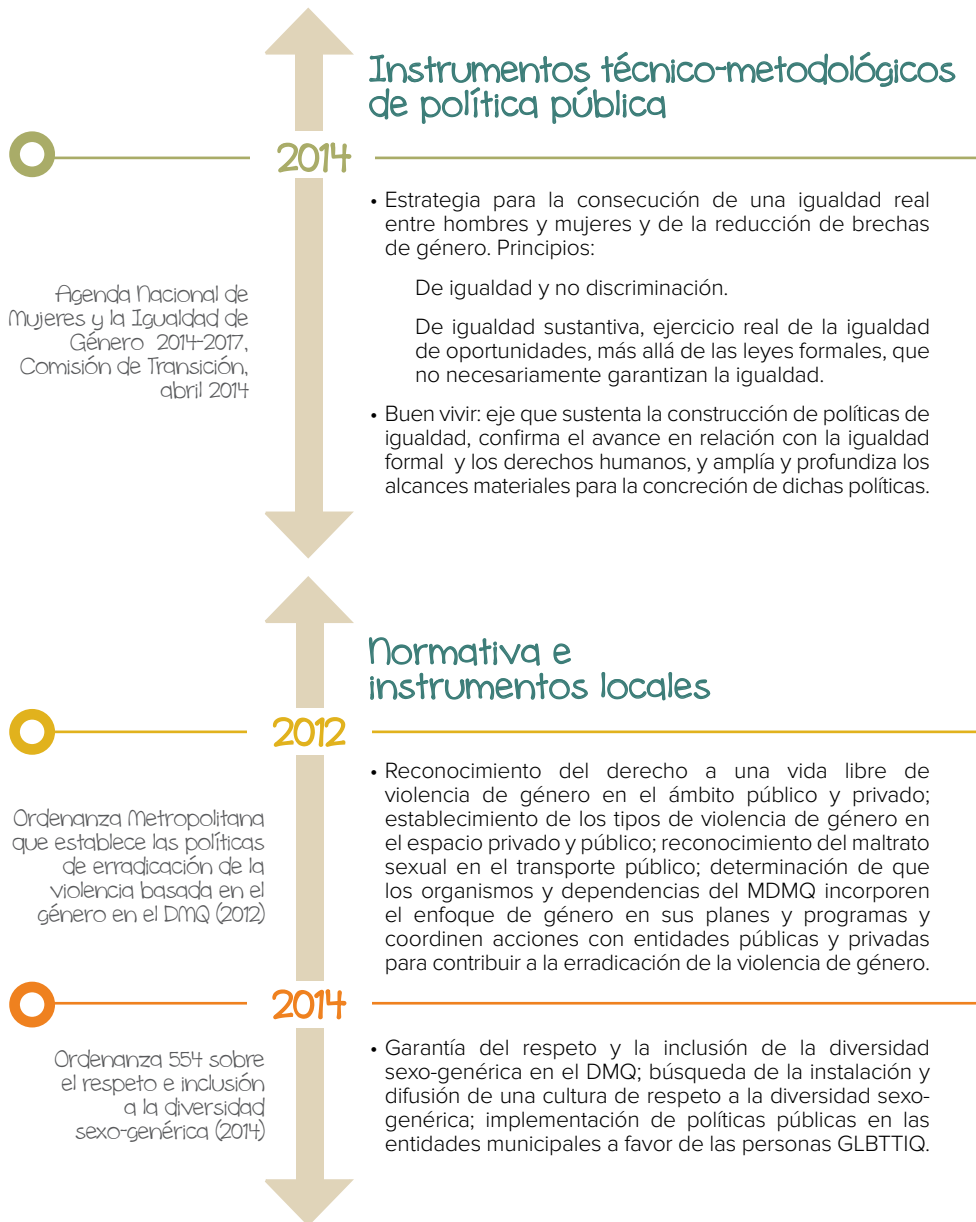 Instrumentos técnico-metodológicos
de política pública
2014
Agenda Nacional de
Mujeres y la Igualdad de
Género 2014-2017,
Comisión de Transición,
abril 2014
• Estrategia para la consecución de una igualdad real
entre hombres y mujeres y de la reducción de brechas
de género. Principios:
De igualdad y no discriminación.
De igualdad sustantiva, ejercicio real de la igualdad
de oportunidades, más allá de las leyes formales, que
no necesariamente garantizan la igualdad.
• Buen vivir: eje que sustenta la construcción de políticas de
igualdad, confirma el avance en relación con la igualdad
formal y los derechos humanos, y amplía y profundiza los
alcances materiales para la concreción de dichas políticas.
Normativa e
instrumentos locales
2012
Ordenanza Metropolitana
que establece las políticas
de erradicación de la
violencia basada en el
género en el DMQ (2012)
• Reconocimiento del derecho a una vida libre de
violencia de género en el ámbito público y privado;
establecimiento de los tipos de violencia de género en
el espacio privado y público; reconocimiento del maltrato
sexual en el transporte público; determinación de que
los organismos y dependencias del MDMQ incorporen
el enfoque de género en sus planes y programas y
coordinen acciones con entidades públicas y privadas
para contribuir a la erradicación de la violencia de género.
2014
Ordenanza 554 sobre
el respeto e inclusión
a la diversidad
sexo-genérica (2014)
• Garantía del respeto y la inclusión de la diversidad
sexo-genérica en el DMQ; búsqueda de la instalación y
difusión de una cultura de respeto a la diversidad sexo-
genérica; implementación de políticas públicas en las
entidades municipales a favor de las personas GLBTTIQ.